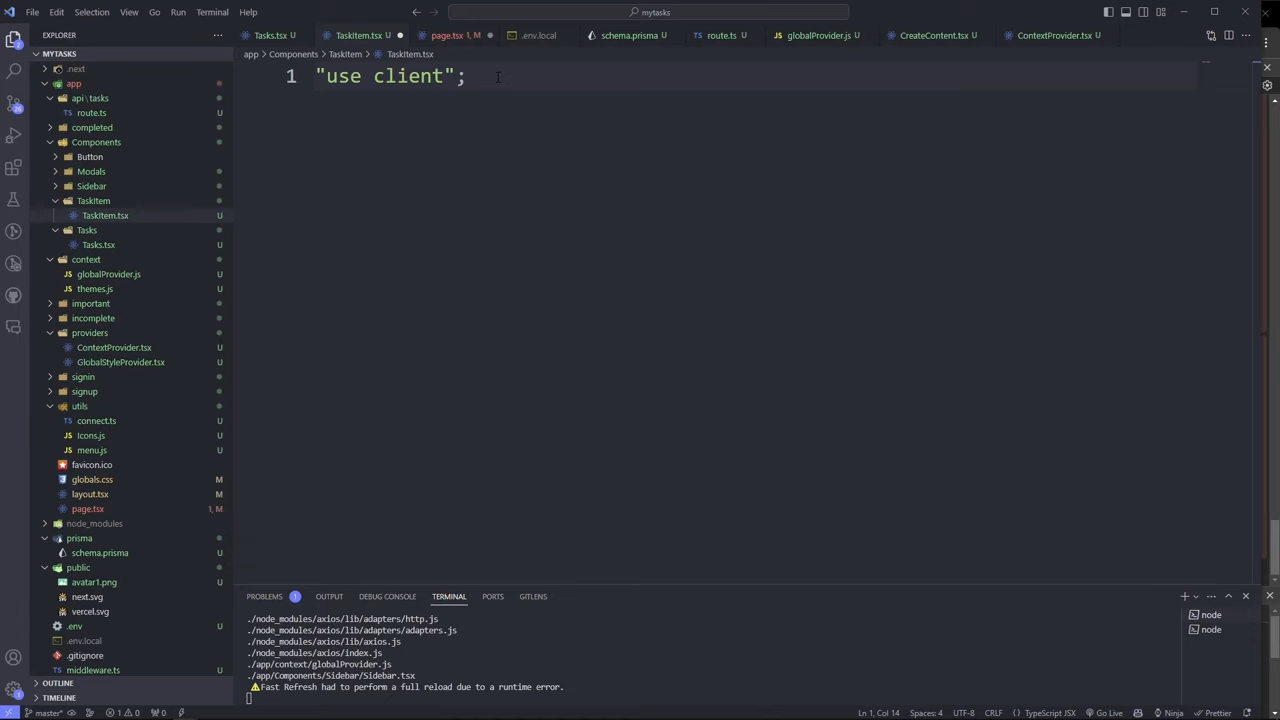 File Edit Selection View Go Run Terminal Help
mytasks
EXPLORER
Tasks.tsx U
TaskItem.tsx U
page.tsx 1, M
.env.local
schema.prisma U
route.ts U
globalProvider.js U
CreateContent.tsx U
ContextProvider.tsx U
MYTASKS
app > Components > TaskItem > TaskItem.tsx
1 "use client";
.next
app
api \ tasks
route.ts U
completed
Components
Button
Modals
Sidebar
TaskItem
TaskItem.tsx U
Tasks
Tasks.tsx U
context
globalProvider.js U
themes.js U
important
incomplete
providers
ContextProvider.tsx U
GlobalStyleProvider.tsx U
signin
signup
utils
connect.ts U
Icons.js U
menu.js U
favicon.ico
globals.css M
layout.tsx M
page.tsx 1, M
node_modules
prisma
schema.prisma U
public
avatar1.png U
next.svg
vercel.svg
.env U
.env.local
.gitignore
middleware.ts U
OUTLINE
TIMELINE
PROBLEMS 1 OUTPUT DEBUG CONSOLE TERMINAL PORTS GITLENS
./node_modules/axios/lib/adapters/http.js
./node_modules/axios/lib/adapters/adapters.js
./node_modules/axios/lib/axios.js
./node_modules/axios/index.js
./app/context/globalProvider.js
./app/Components/Sidebar/Sidebar.tsx
⚠Fast Refresh had to perform a full reload due to a runtime error.
node
node
master* 1 0 0
Ln 1, Col 14 Spaces: 4 UTF-8 CRLF TypeScript JSX Go Live Ninja Prettier